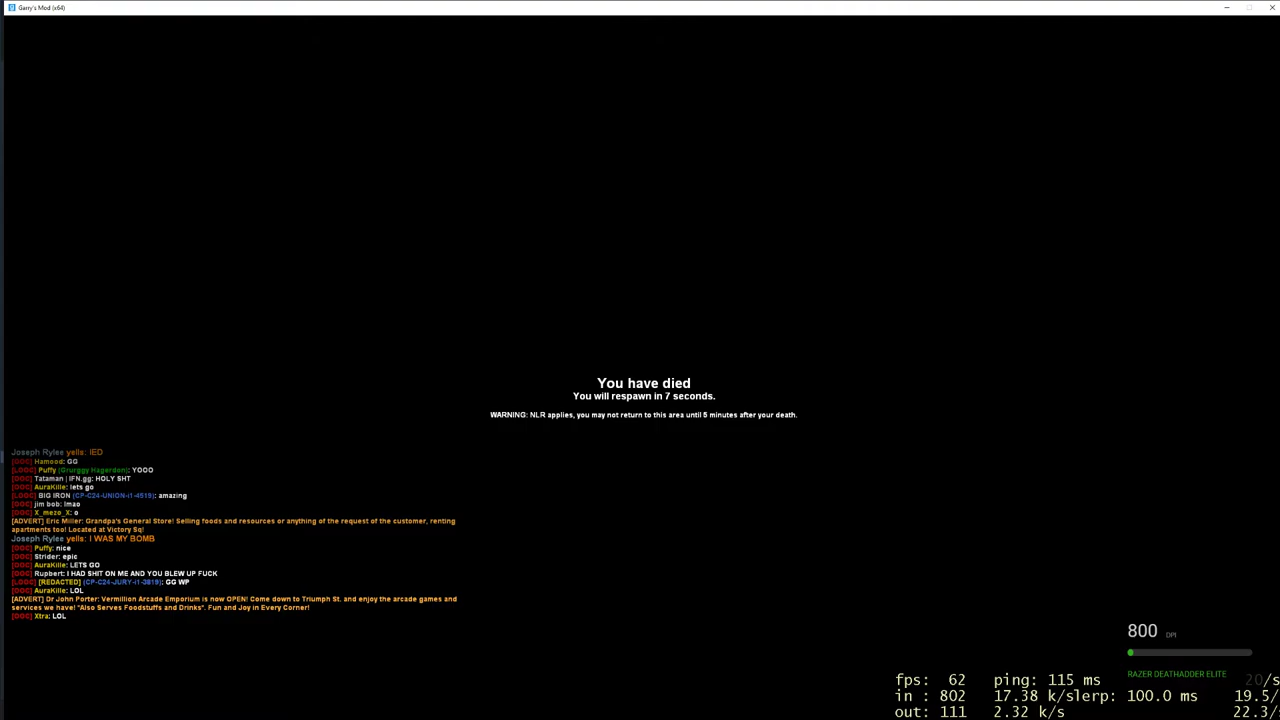 Garry's Mod (x64)
You have died
You will respawn in 7 seconds.
WARNING: NLR applies, you may not return to this area until 5 minutes after your death.
Joseph Rylee yells: IED
[OOC] Hamood: GG
[LOOC] Puffy (Grurggy Hagerdon): YOOO
[OOC] Tataman | IFN.gg: HOLY SHT
[OOC] AuraKille: lets go
[LOOC] BIG IRON (CP-C24-UNION-i1-4519): amazing
[OOC] jim bob: lmao
[OOC] X_mezo_X: o
[ADVERT] Eric Miller: Grandpa's General Store! Selling foods and resources or anything of the request of the customer, renting
apartments too! Located at Victory Sq!
Joseph Rylee yells: I WAS MY BOMB
[OOC] Puffy: nice
[OOC] Strider: epic
[OOC] AuraKille: LETS GO
[OOC] Rupbert: I HAD SHIT ON ME AND YOU BLEW UP FUCK
[LOOC] [REDACTED] (CP-C24-JURY-i1-3819): GG WP
[OOC] AuraKille: LOL
[ADVERT] Dr John Porter: Vermillion Arcade Emporium is now OPEN! Come down to Triumph St. and enjoy the arcade games and
services we have! "Also Serves Foodstuffs and Drinks". Fun and Joy in Every Corner!
[OOC] Xtra: LOL
800 DPI
RAZER DEATHADDER ELITE
fps: 62 ping: 115 ms 20/s
in : 802 17.38 k/s lerp: 100.0 ms 19.5/
out: 111 2.32 k/s 22.3/